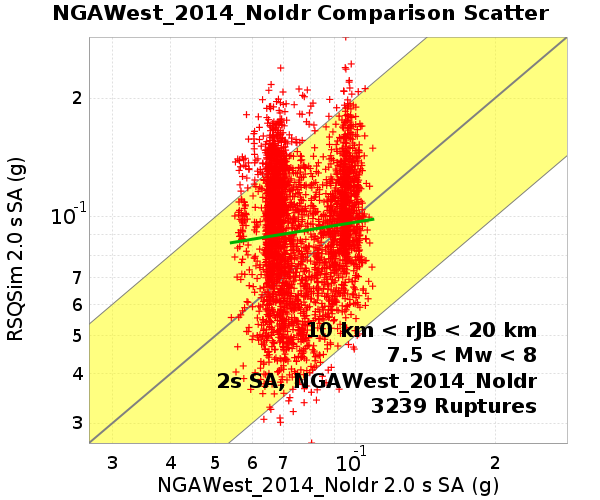 NGAWest_2014_NoIdr Comparison Scatter
RSQSim 2.0 s SA (g)
2
10-1
7
6
5
4
3
10 km < rJB < 20 km
7.5 < Mw < 8
2s SA, NGAWest_2014_NoIdr
3239 Ruptures
3 4 5 6 7 10-1 2
NGAWest_2014_NoIdr 2.0 s SA (g)